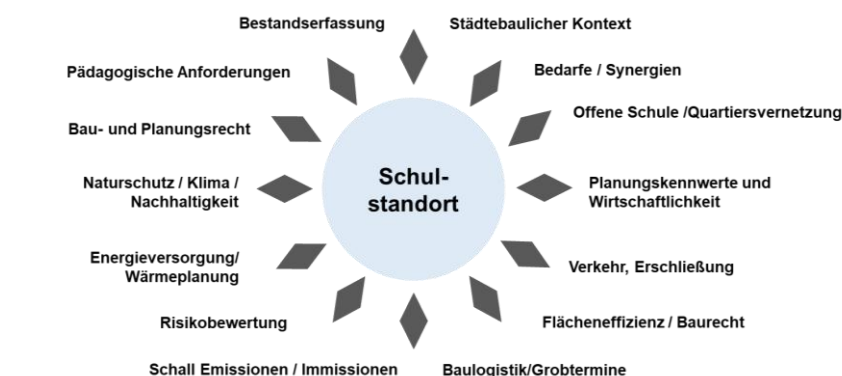 Bestandserfassung
Städtebaulicher Kontext
Pädagogische Anforderungen
Bedarfe / Synergien
Offene Schule /Quartiersvernetzung
Bau- und Planungsrecht
Schul-
standort
Naturschutz / Klima /
Nachhaltigkeit
Planungskennwerte und
Wirtschaftlichkeit
Energieversorgung/
Wärmeplanung
Verkehr, Erschließung
Risikobewertung
Flächeneffizienz / Baurecht
Schall Emissionen / Immissionen
Baulogistik/Grobtermine